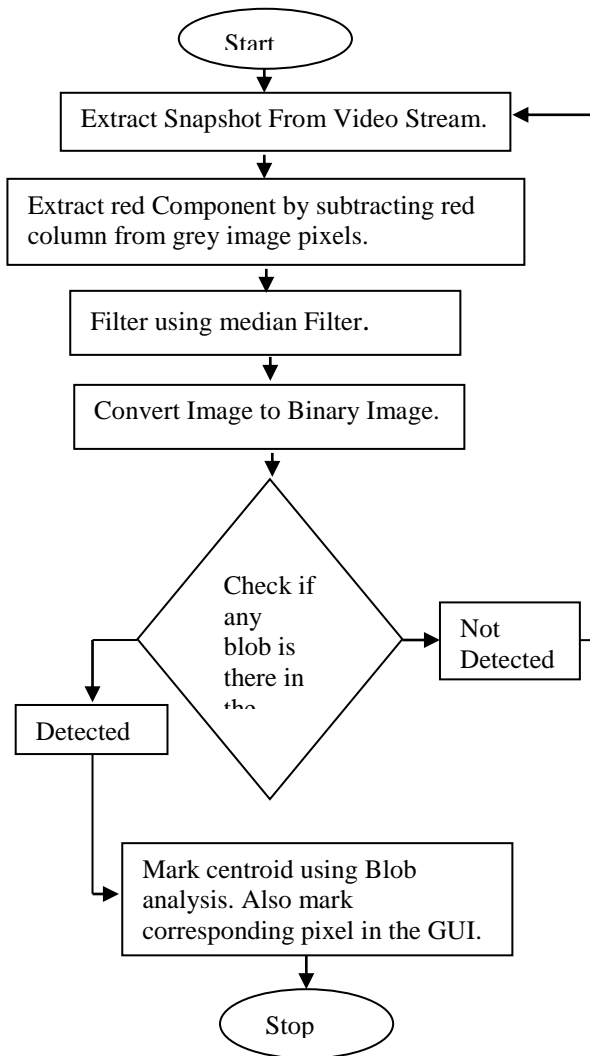 Start
Extract Snapshot From Video Stream.
Extract red Component by subtracting red
column from grey image pixels.
Filter using median Filter.
Convert Image to Binary Image.
Check if
any
blob is
there in
the
Not
Detected
Detected
Mark centroid using Blob
analysis. Also mark
corresponding pixel in the GUI.
Stop